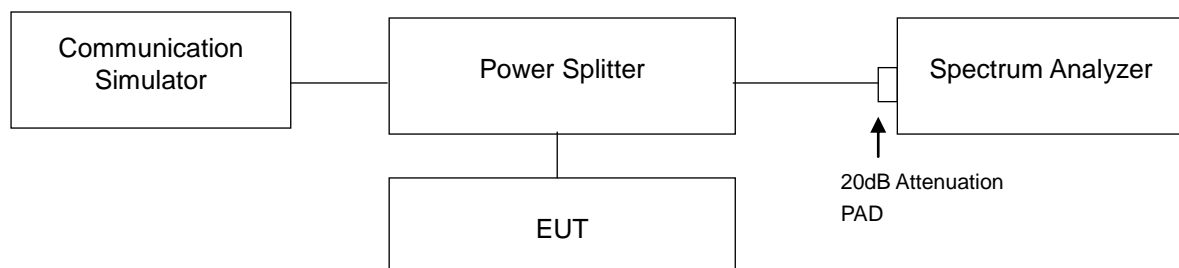 Communication
Simulator
Power Splitter
Spectrum Analyzer
20dB Attenuation
PAD
EUT